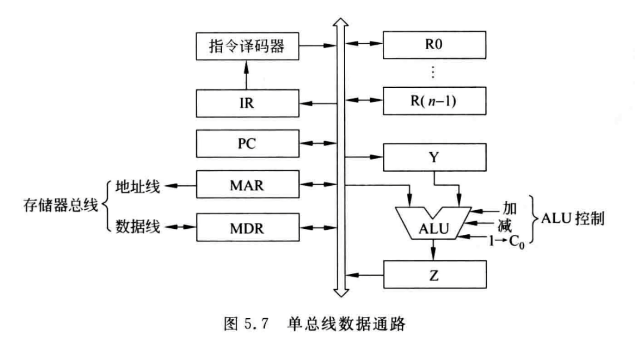 指令译码器
IR
PC
存储器总线
地址线
MAR
数据线
MDR
R0
⋮
R(n-1)
Y
ALU
加
减
1→C₀
ALU 控制
Z
图 5.7 单总线数据通路